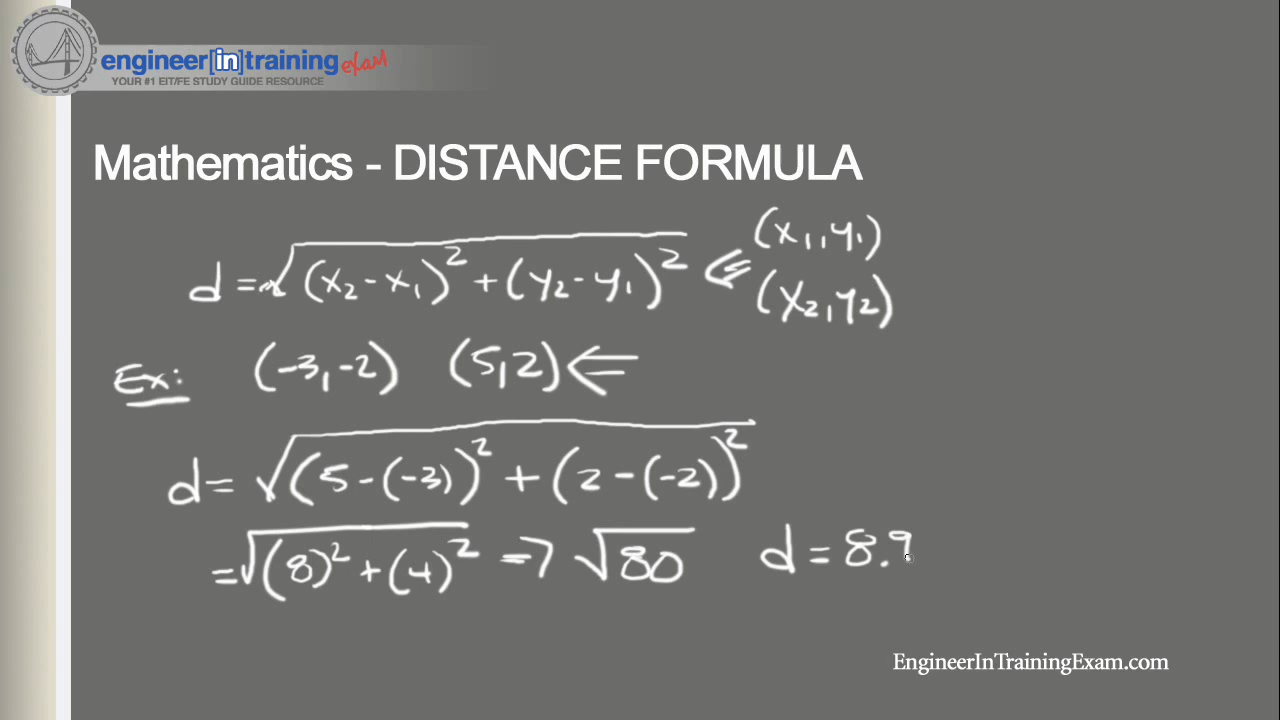 engineer[in]training exam
YOUR #1 EIT/FE STUDY GUIDE RESOURCE
Mathematics - DISTANCE FORMULA
d = √(x₂ - x₁)² + (y₂ - y₁)² ⇐ (x₁, y₁)
(x₂, y₂)
Ex: (-3, -2) (5, 2) ⇐
d = √(5 - (-3))² + (2 - (-2))²
= √(8)² + (4)² ⇒ √80 d = 8.9
EngineerInTrainingExam.com